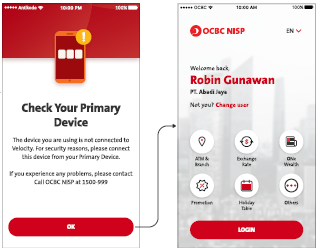 Antilode
10:00 PM
100%
Check Your Primary
Device
The device you are using is not connected to
Velocity. For security reasons, please connect
this device from your Primary Device.
If you experience any problems, please contact
Call OCBC NISP at 1500-999
OK
Airtel
10:00 AM
100%
OCBC NISP
EN
Welcome back,
Robin Gunawan
PT. Abadi Jaya
Not you? Change user
ATM &
Branch
Exchange
Rate
ONe
Wealth
Promotion
Holiday
Table
Others
LOGIN